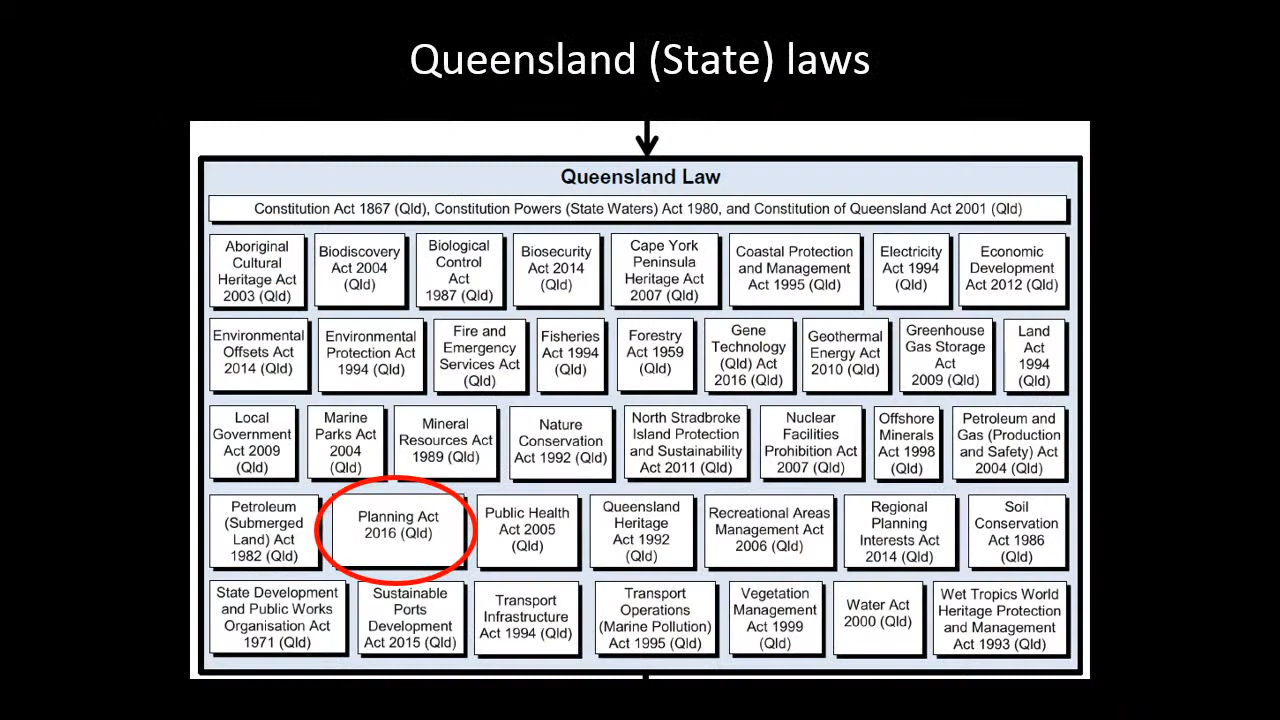 Queensland (State) laws
Queensland Law
Constitution Act 1867 (Qld), Constitution Powers (State Waters) Act 1980, and Constitution of Queensland Act 2001 (Qld)
Aboriginal
Cultural
Heritage Act
2003 (Qld)
Biodiscovery
Act 2004
(Qld)
Biological
Control
Act
1987 (Qld)
Biosecurity
Act 2014
(Qld)
Cape York
Peninsula
Heritage Act
2007 (Qld)
Coastal Protection
and Management
Act 1995 (Qld)
Electricity
Act 1994
(Qld)
Economic
Development
Act 2012 (Qld)
Environmental
Offsets Act
2014 (Qld)
Environmental
Protection Act
1994 (Qld)
Fire and
Emergency
Services Act
(Qld)
Fisheries
Act 1994
(Qld)
Forestry
Act 1959
(Qld)
Gene
Technology
(Qld) Act
2016 (Qld)
Geothermal
Energy Act
2010 (Qld)
Greenhouse
Gas Storage
Act
2009 (Qld)
Land
Act
1994
(Qld)
Local
Government
Act 2009
(Qld)
Marine
Parks Act
2004
(Qld)
Mineral
Resources Act
1989 (Qld)
Nature
Conservation
Act 1992 (Qld)
North Stradbroke
Island Protection
and Sustainability
Act 2011 (Qld)
Nuclear
Facilities
Prohibition Act
2007 (Qld)
Offshore
Minerals
Act 1998
(Qld)
Petroleum and
Gas (Production
and Safety) Act
2004 (Qld)
Petroleum
(Submerged
Land) Act
1982 (Qld)
Planning Act
2016 (Qld)
Public Health
Act 2005
(Qld)
Queensland
Heritage
Act 1992
(Qld)
Recreational Areas
Management Act
2006 (Qld)
Regional
Planning
Interests Act
2014 (Qld)
Soil
Conservation
Act 1986
(Qld)
State Development
and Public Works
Organisation Act
1971 (Qld)
Sustainable
Ports
Development
Act 2015 (Qld)
Transport
Infrastructure
Act 1994 (Qld)
Transport
Operations
(Marine Pollution)
Act 1995 (Qld)
Vegetation
Management
Act 1999
(Qld)
Water Act
2000 (Qld)
Wet Tropics World
Heritage Protection
and Management
Act 1993 (Qld)